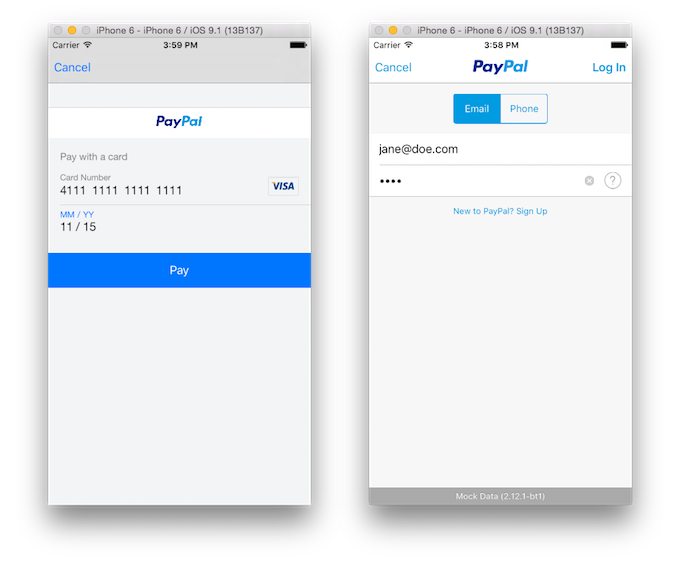 iPhone 6 - iPhone 6 / iOS 9.1 (13B137)
Carrier 3:59 PM
Cancel
PayPal
Pay with a card
Card Number
4111 1111 1111 1111 VISA
MM / YY
11 / 15
Pay
iPhone 6 - iPhone 6 / iOS 9.1 (13B137)
Carrier 3:58 PM
Cancel PayPal Log In
Email Phone
jane@doe.com
•••• ?
New to PayPal? Sign Up
Mock Data (2.12.1-bt1)